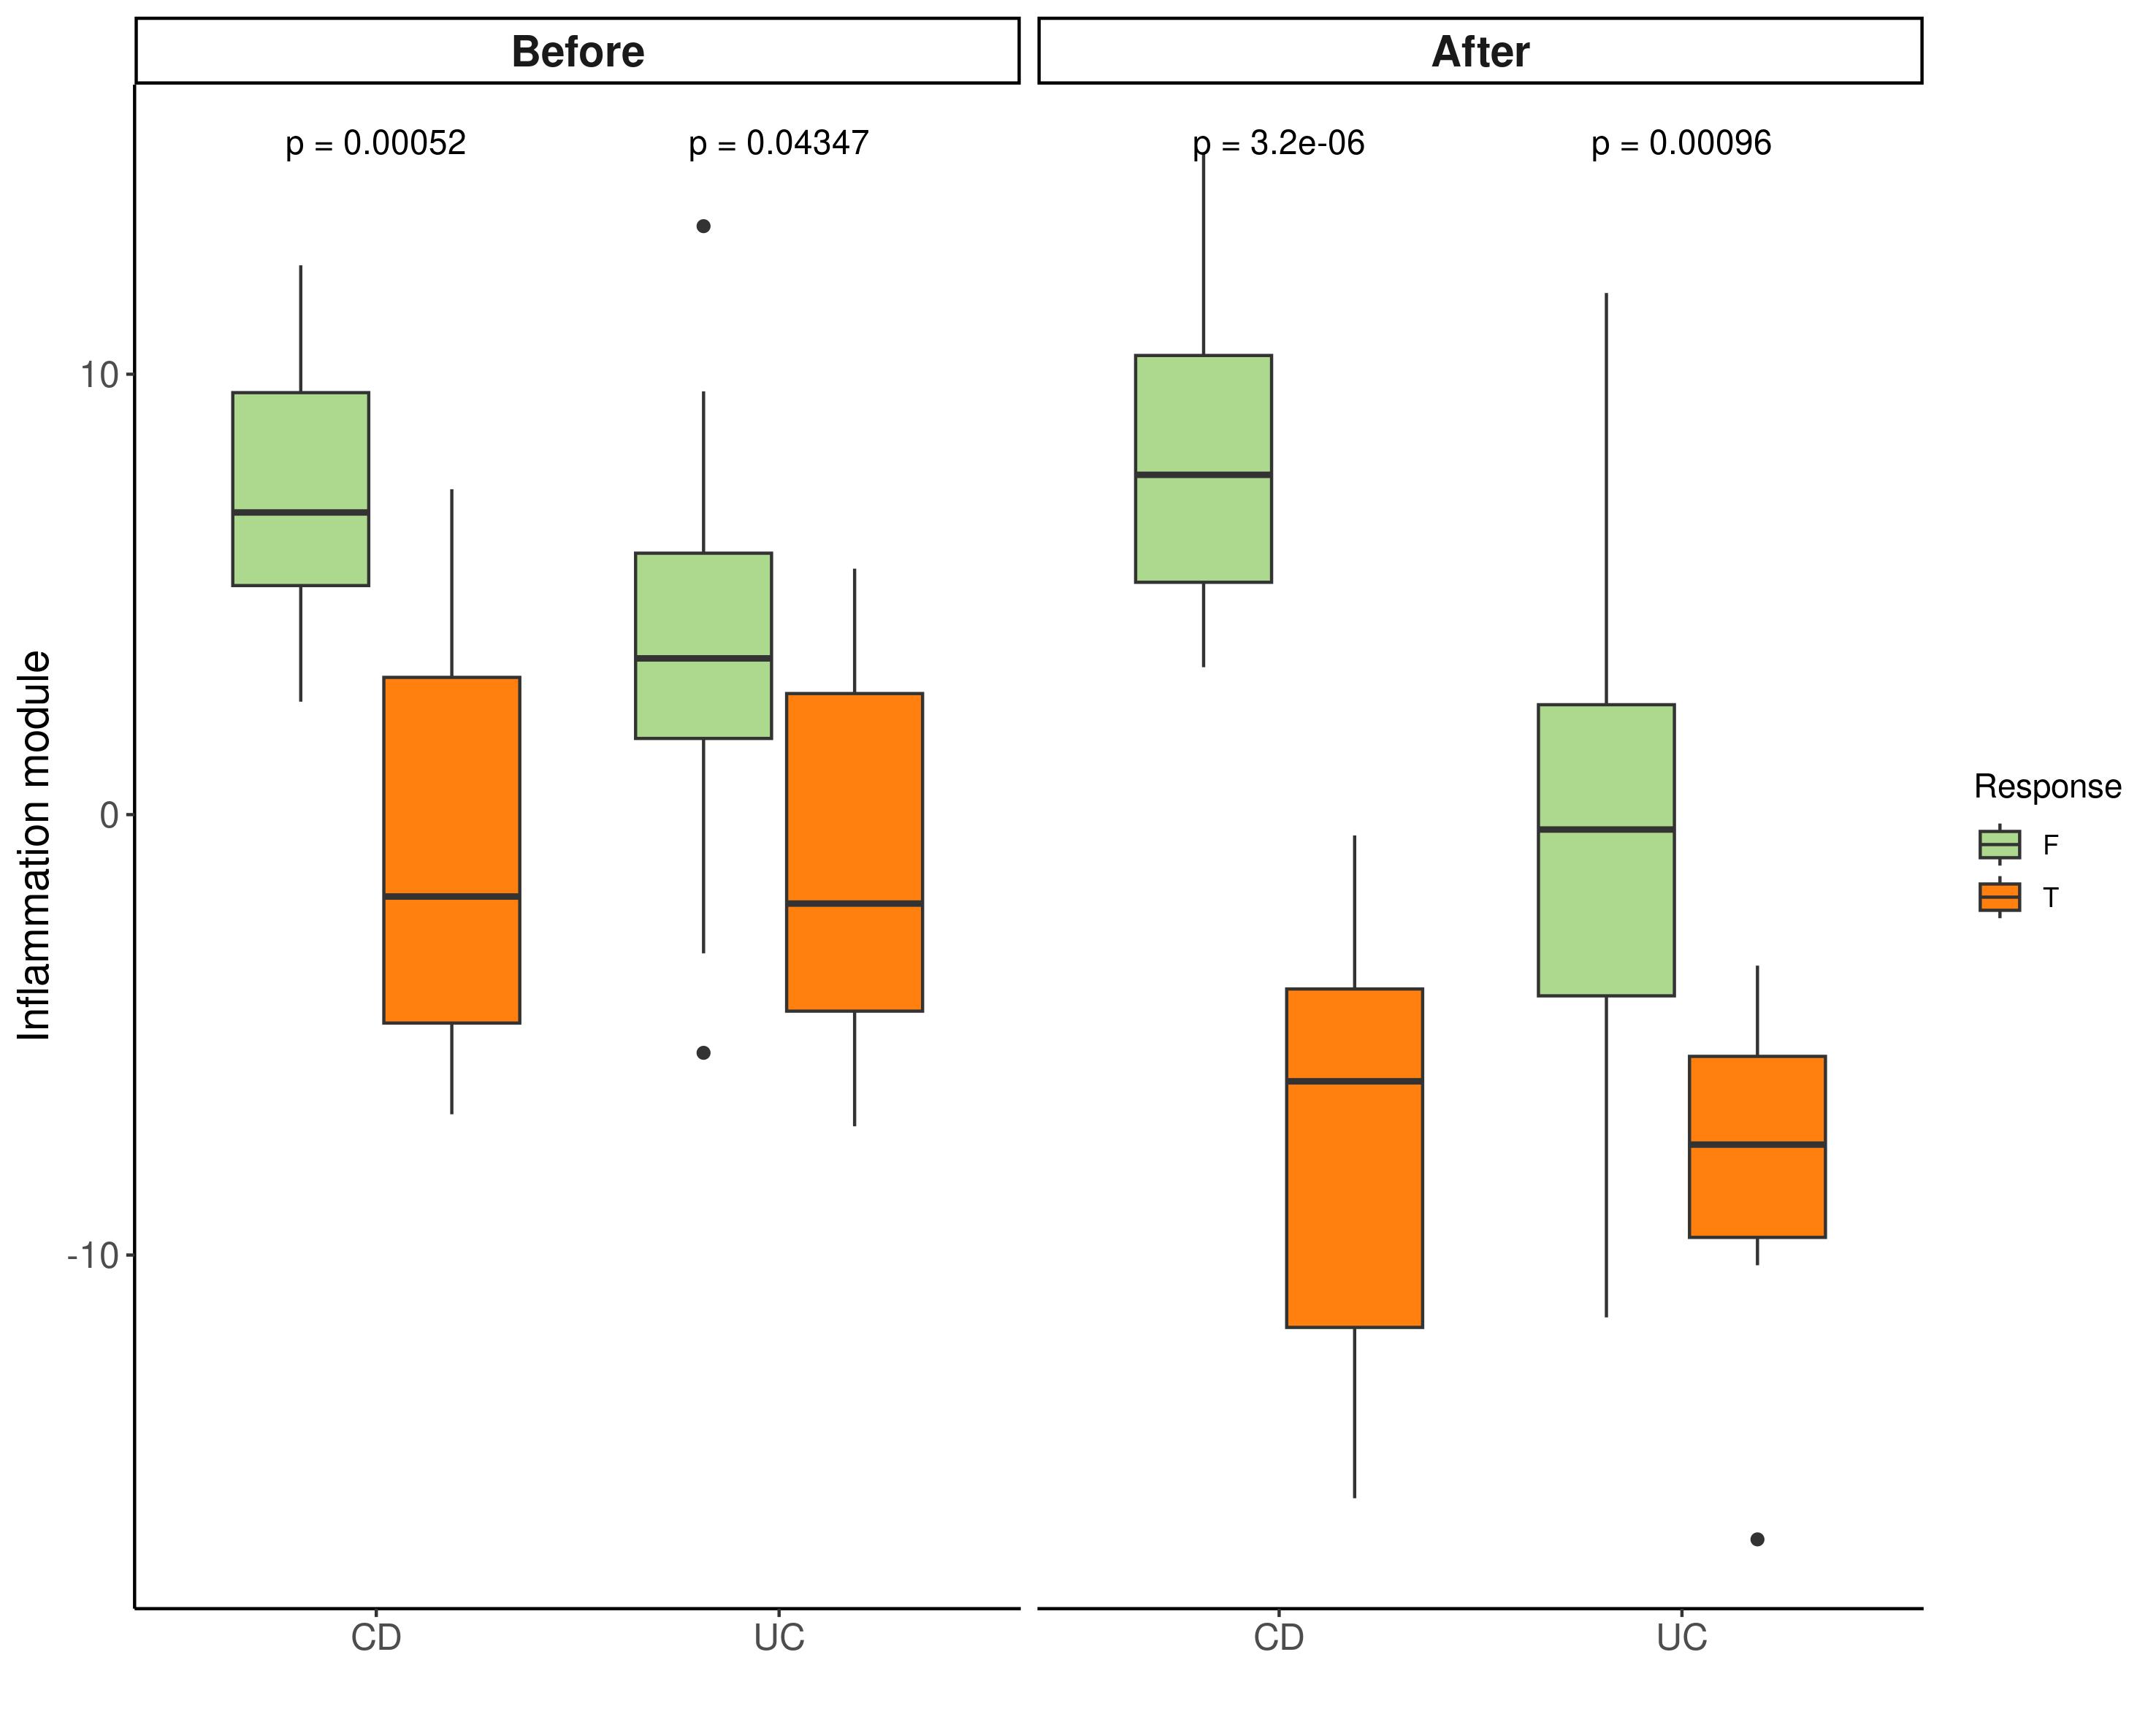 Before
After
p = 0.00052
p = 0.04347
p = 3.2e-06
p = 0.00096
Inflammation module
10
0
-10
CD
UC
CD
UC
Response
F
T